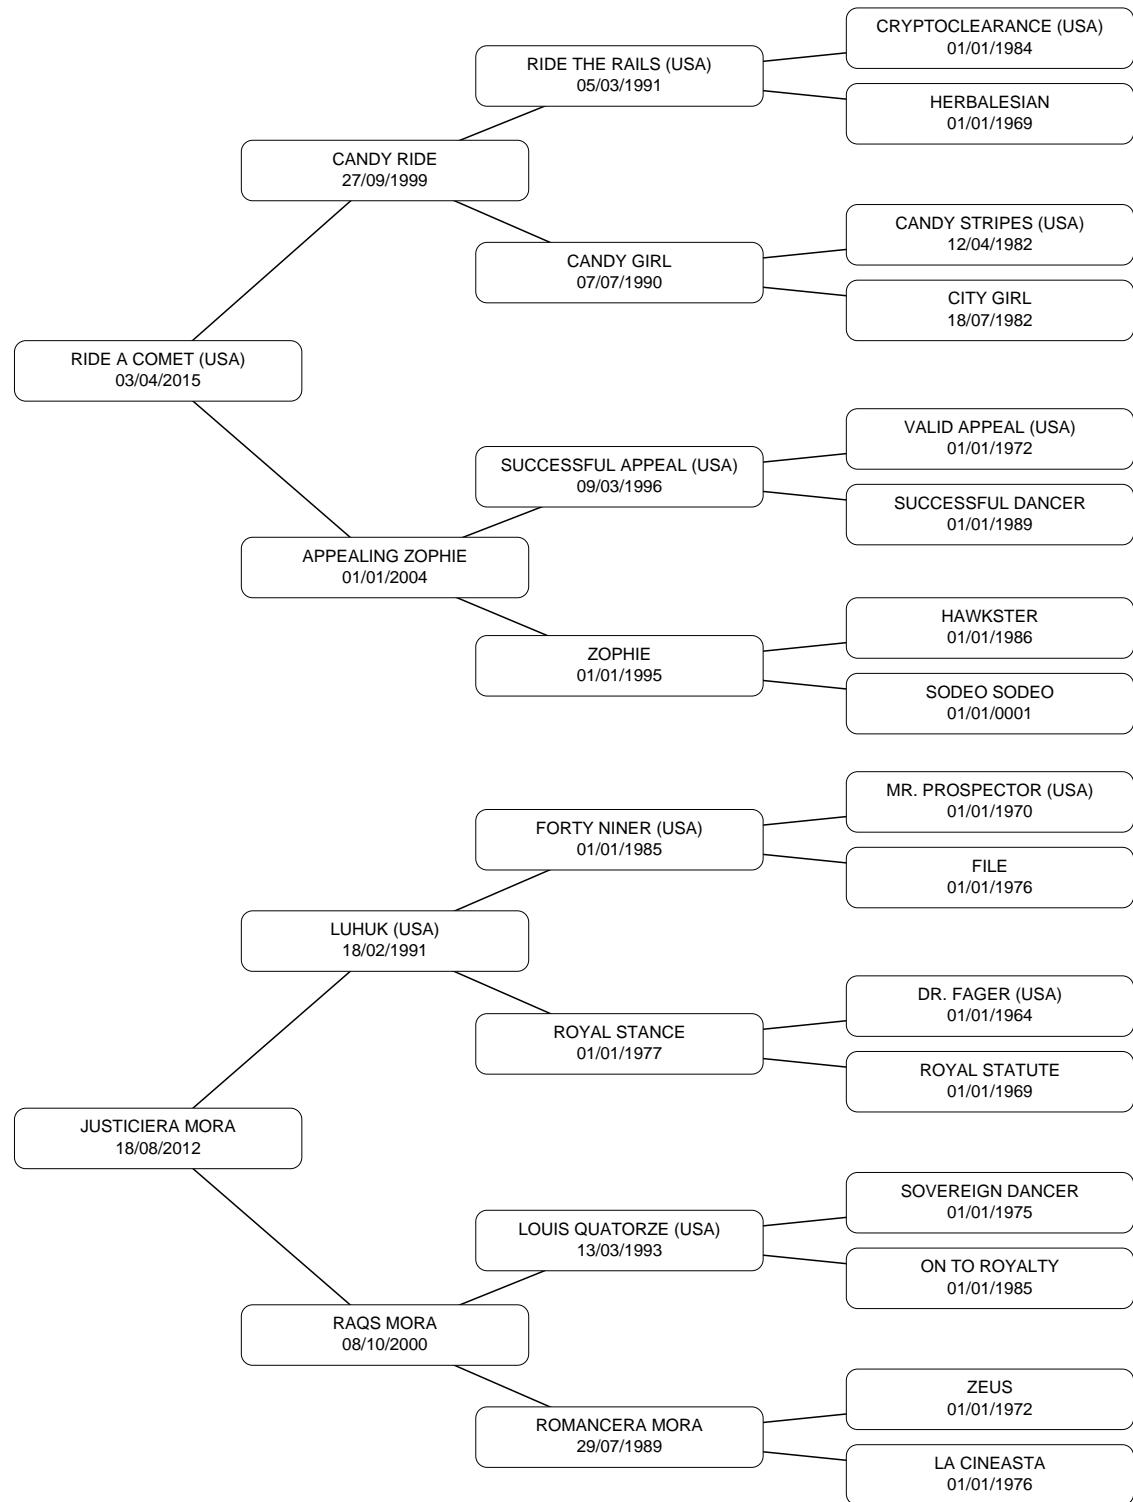 CRYPTOCLEARANCE (USA)
01/01/1984
RIDE THE RAILS (USA)
05/03/1991
HERBALESIAN
01/01/1969
CANDY RIDE
27/09/1999
CANDY STRIPES (USA)
12/04/1982
CANDY GIRL
07/07/1990
CITY GIRL
18/07/1982
RIDE A COMET (USA)
03/04/2015
VALID APPEAL (USA)
01/01/1972
SUCCESSFUL APPEAL (USA)
09/03/1996
SUCCESSFUL DANCER
01/01/1989
APPEALING ZOPHIE
01/01/2004
HAWKSTER
01/01/1986
ZOPHIE
01/01/1995
SODEO SODEO
01/01/0001
MR. PROSPECTOR (USA)
01/01/1970
FORTY NINER (USA)
01/01/1985
FILE
01/01/1976
LUHUK (USA)
18/02/1991
DR. FAGER (USA)
01/01/1964
ROYAL STANCE
01/01/1977
ROYAL STATUTE
01/01/1969
JUSTICIERA MORA
18/08/2012
SOVEREIGN DANCER
01/01/1975
LOUIS QUATORZE (USA)
13/03/1993
ON TO ROYALTY
01/01/1985
RAQS MORA
08/10/2000
ZEUS
01/01/1972
ROMANCERA MORA
29/07/1989
LA CINEASTA
01/01/1976